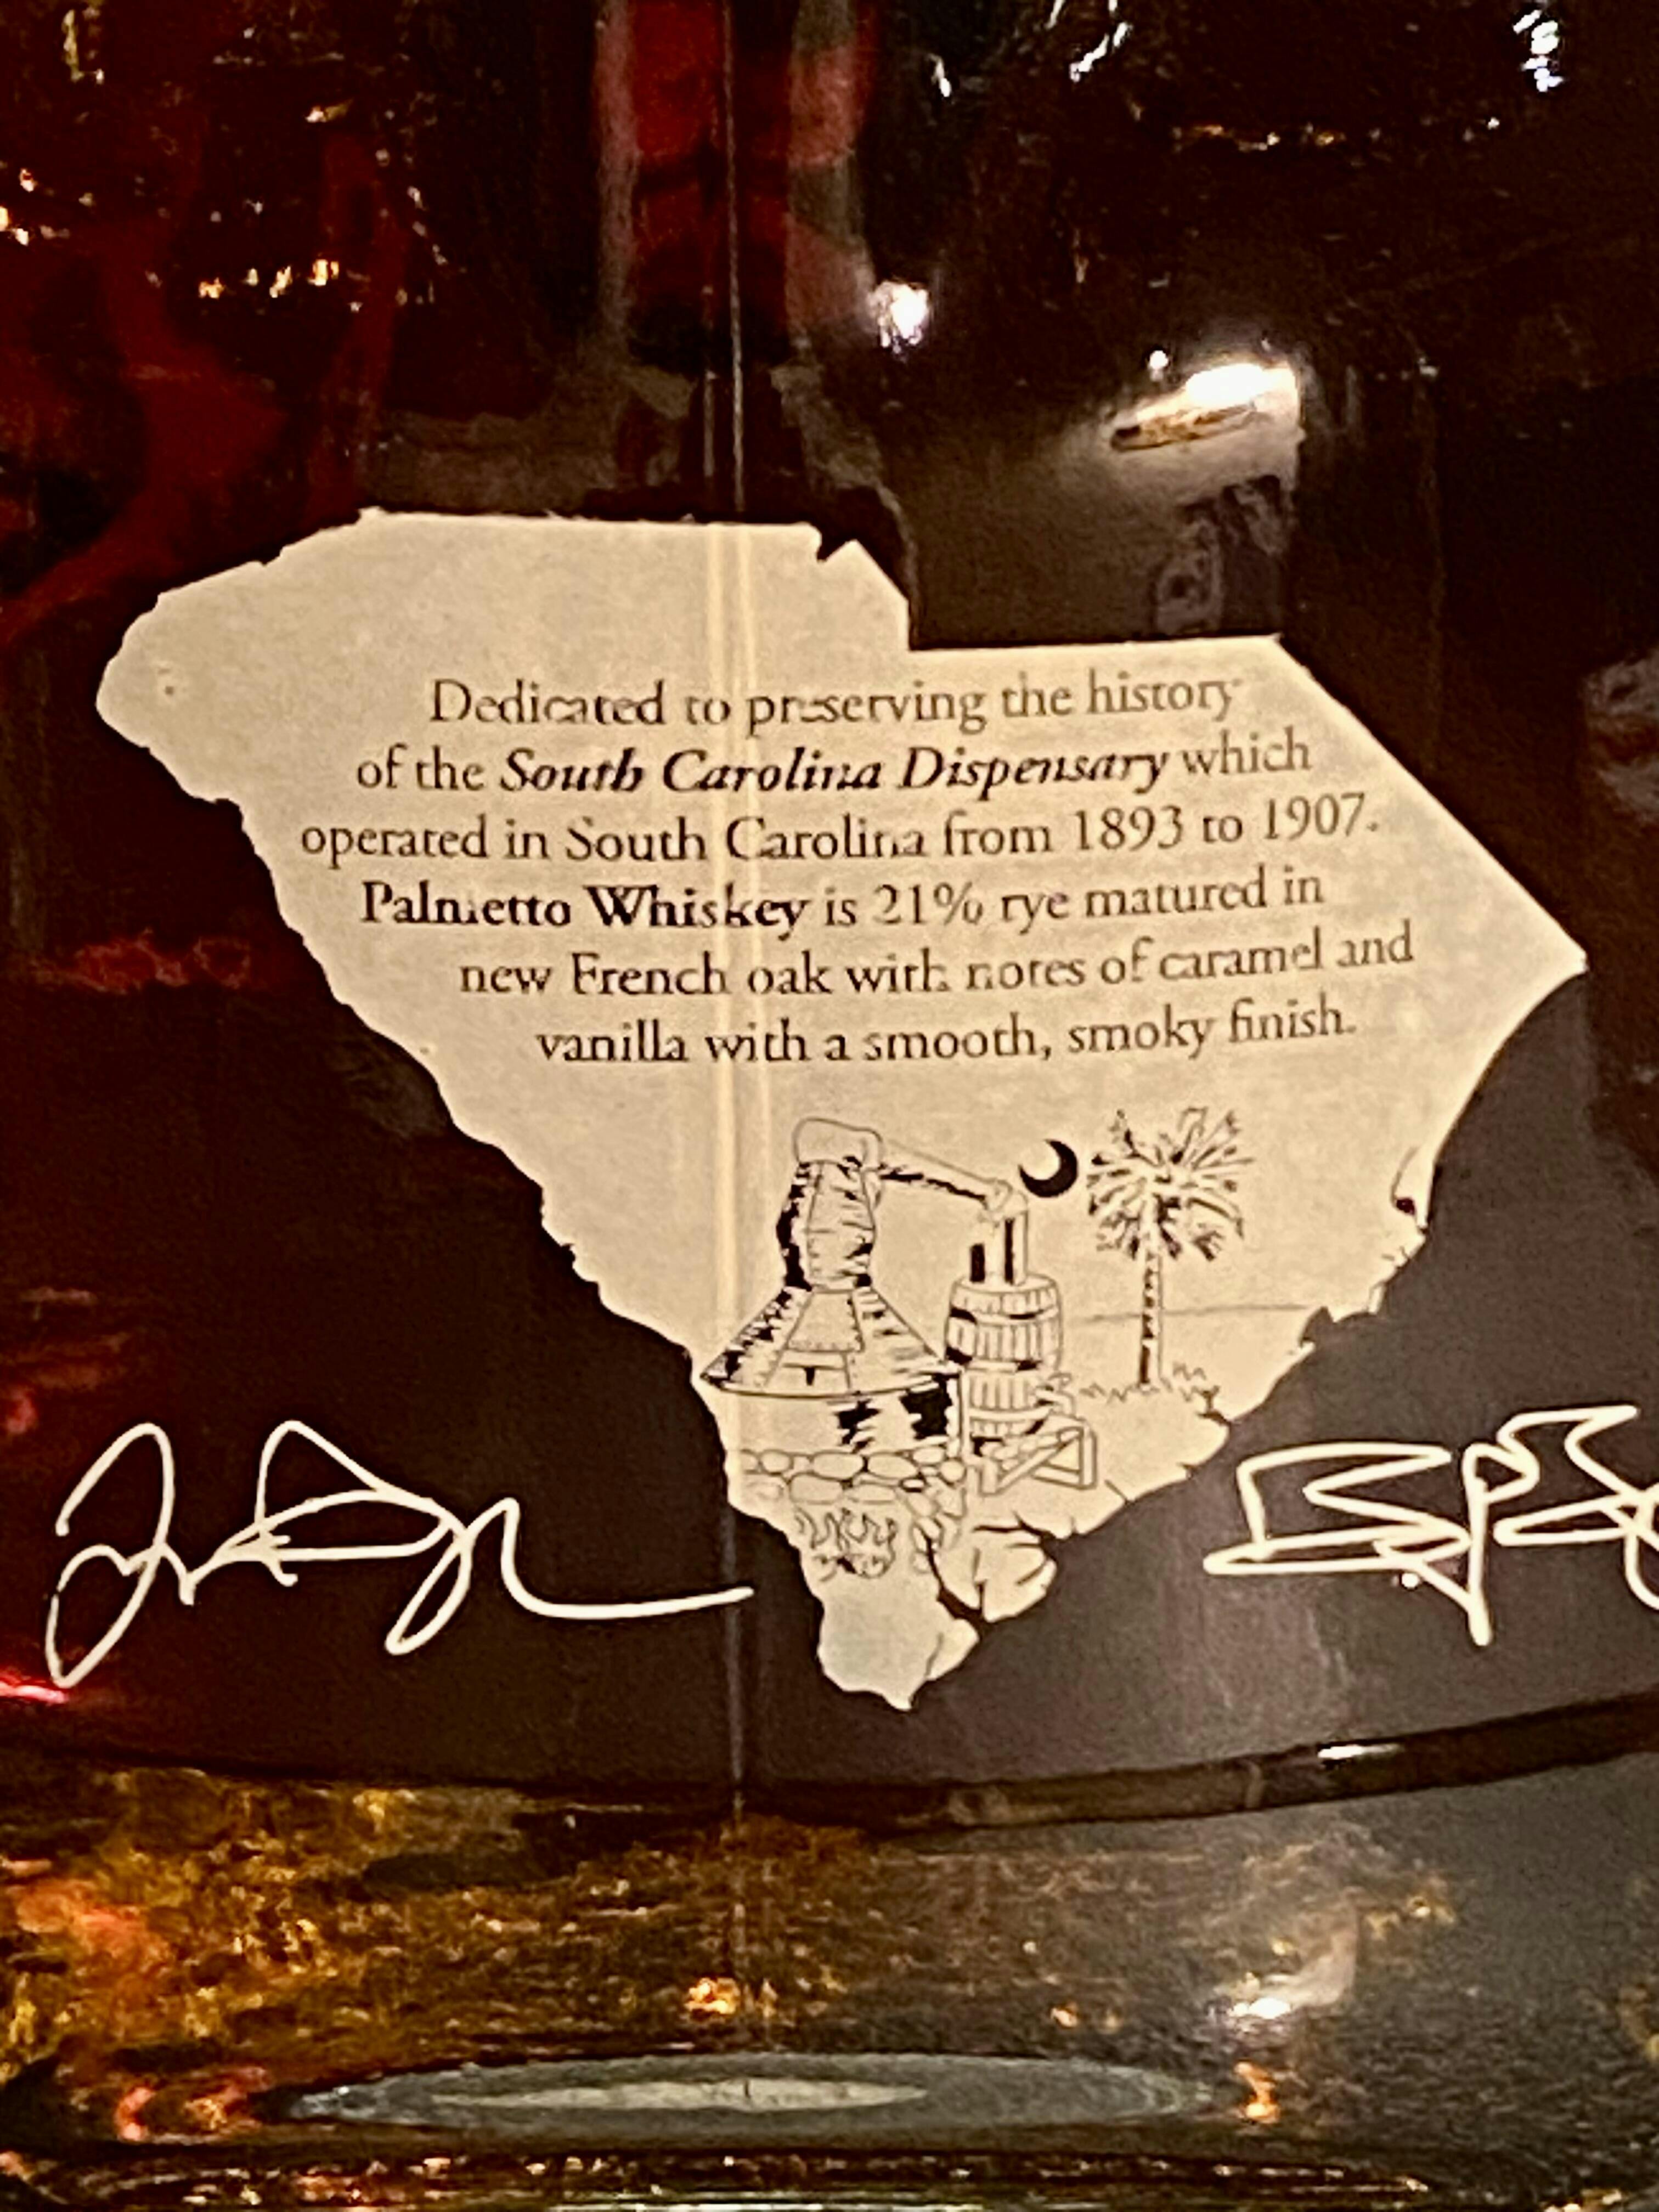 Dedicated to preserving the history
of the South Carolina Dispensary which
operated in South Carolina from 1893 to 1907.
Palmetto Whiskey is 21% rye matured in
new French oak with notes of caramel and
vanilla with a smooth, smoky finish.